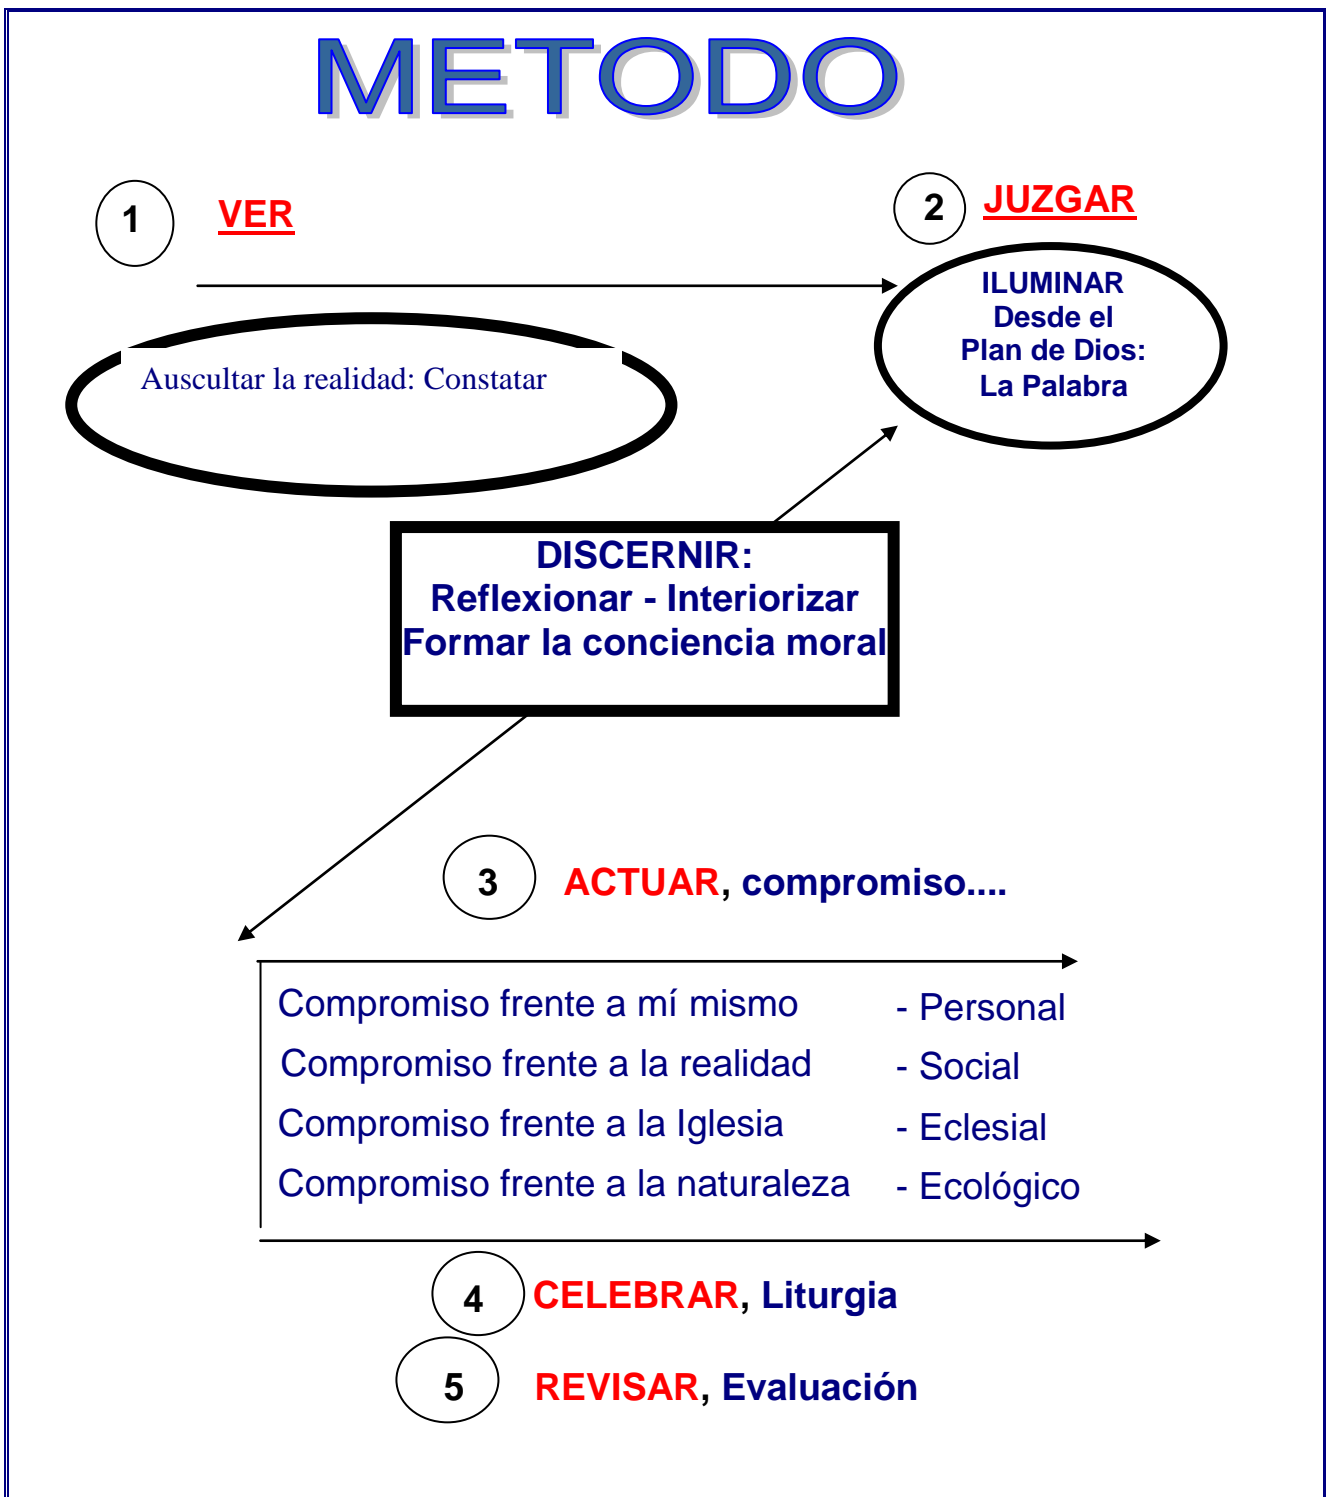 METODO
1 VER
2 JUZGAR
ILUMINAR
Desde el
Plan de Dios:
La Palabra
Auscultar la realidad: Constatar
DISCERNIR:
Reflexionar - Interiorizar
Formar la conciencia moral
3 ACTUAR, compromiso....
Compromiso frente a mí mismo - Personal
Compromiso frente a la realidad - Social
Compromiso frente a la Iglesia - Eclesial
Compromiso frente a la naturaleza - Ecológico
4 CELEBRAR, Liturgia
5 REVISAR, Evaluación